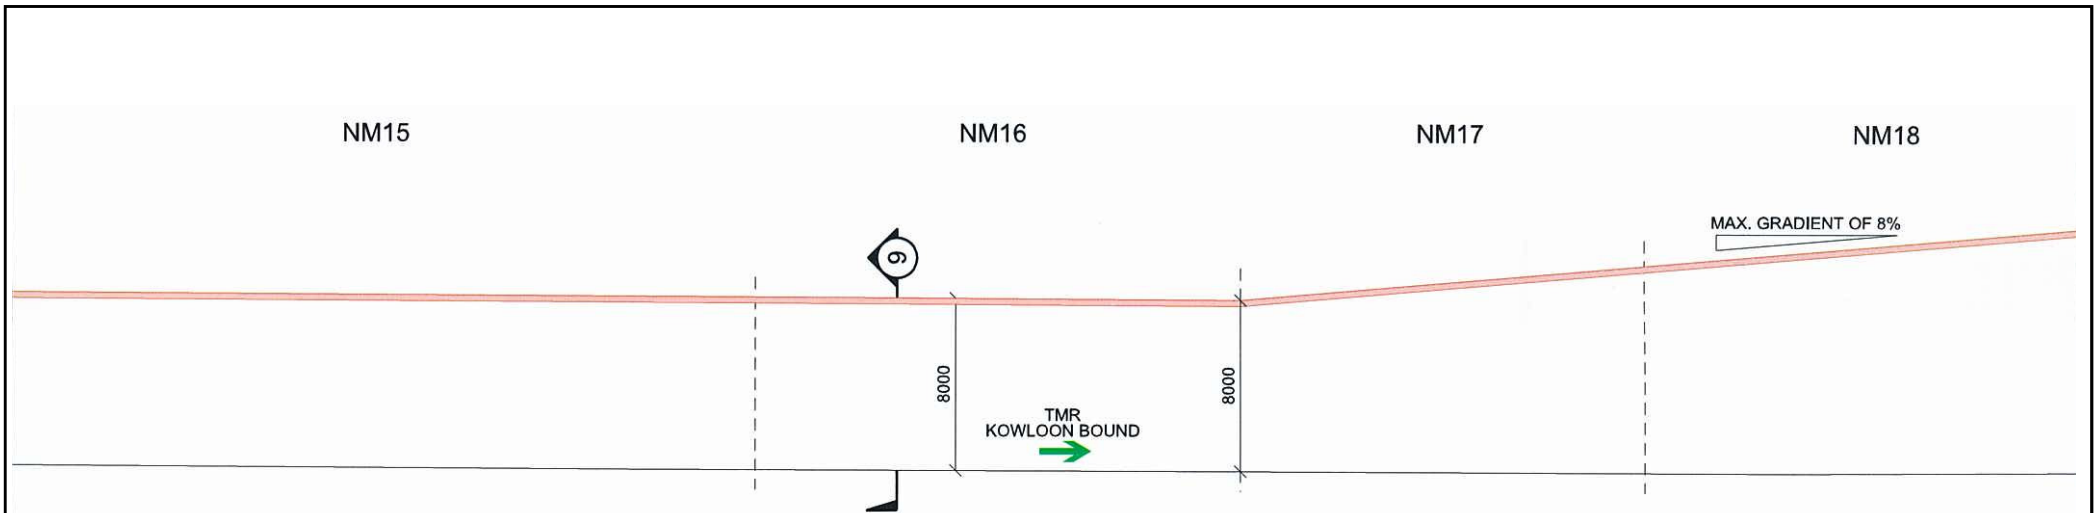 NM15
NM16
NM17
NM18
MAX. GRADIENT OF 8%
9
8000
8000
TMR
KOWLOON BOUND